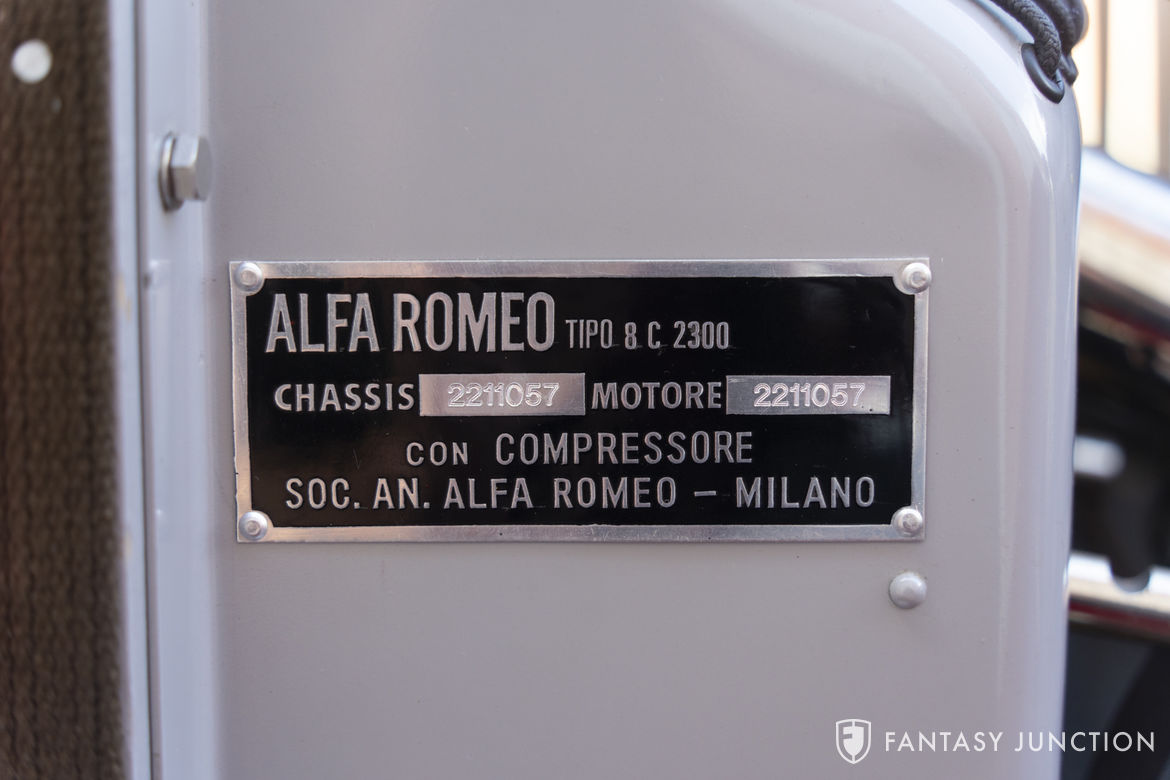 ALFA ROMEO TIPO 8 C 2300
CHASSIS 2211057 MOTORE 2211057
CON COMPRESSORE
SOC. AN. ALFA ROMEO – MILANO
FANTASY JUNCTION